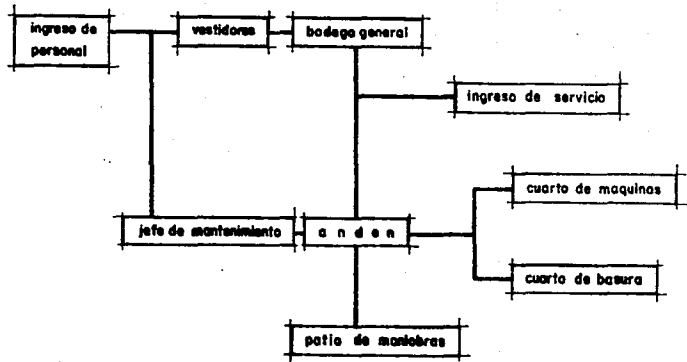 ingreso de
personal
vestidores
bodega general
ingreso de servicio
cuarto de maquinas
jefe de mantenimiento
anden
cuarto de basura
patio de maniobras